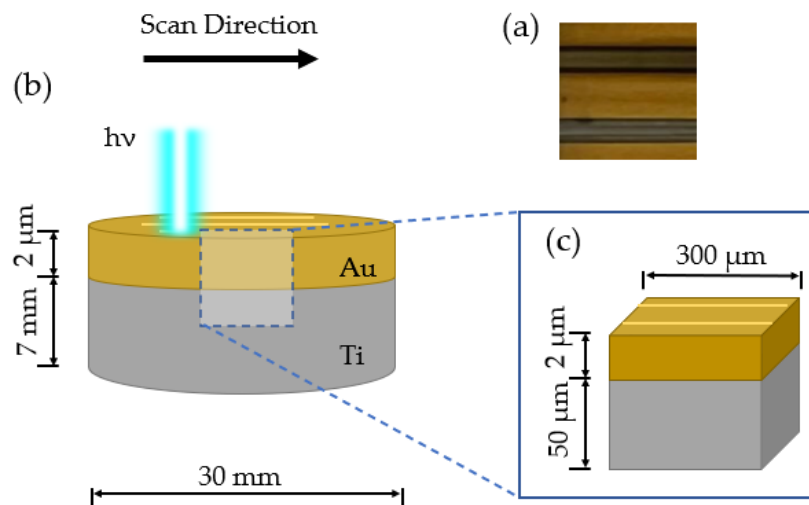 Scan Direction
(a)
(b)
hν
2 μm
Au
7 mm
Ti
30 mm
(c)
300 μm
2 μm
50 μm